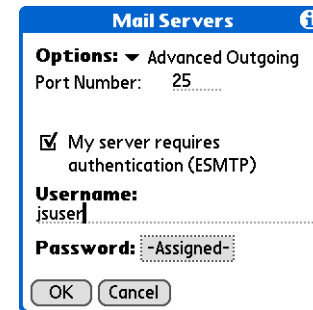 Mail Servers
Options: Advanced Outgoing
Port Number: 25
My server requires
authentication (ESMTP)
Username:
jsuser
Password: -Assigned-
OK Cancel